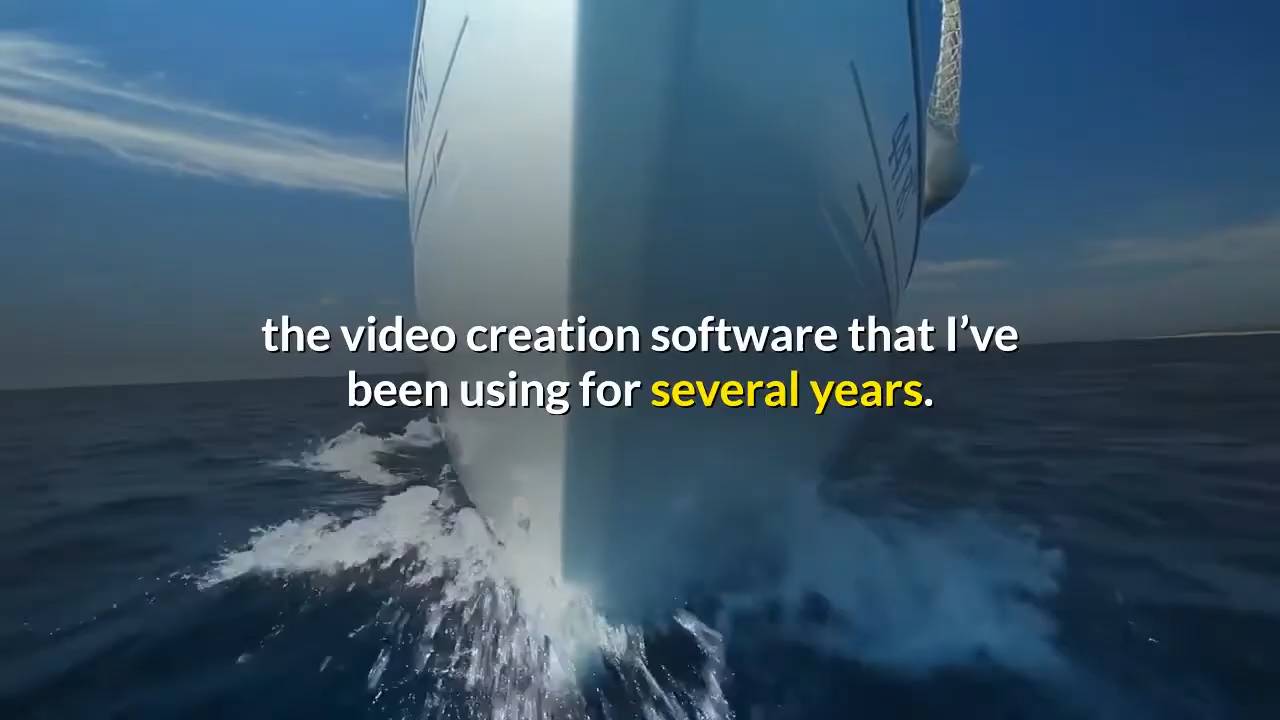 the video creation software that I’ve
been using for several years.